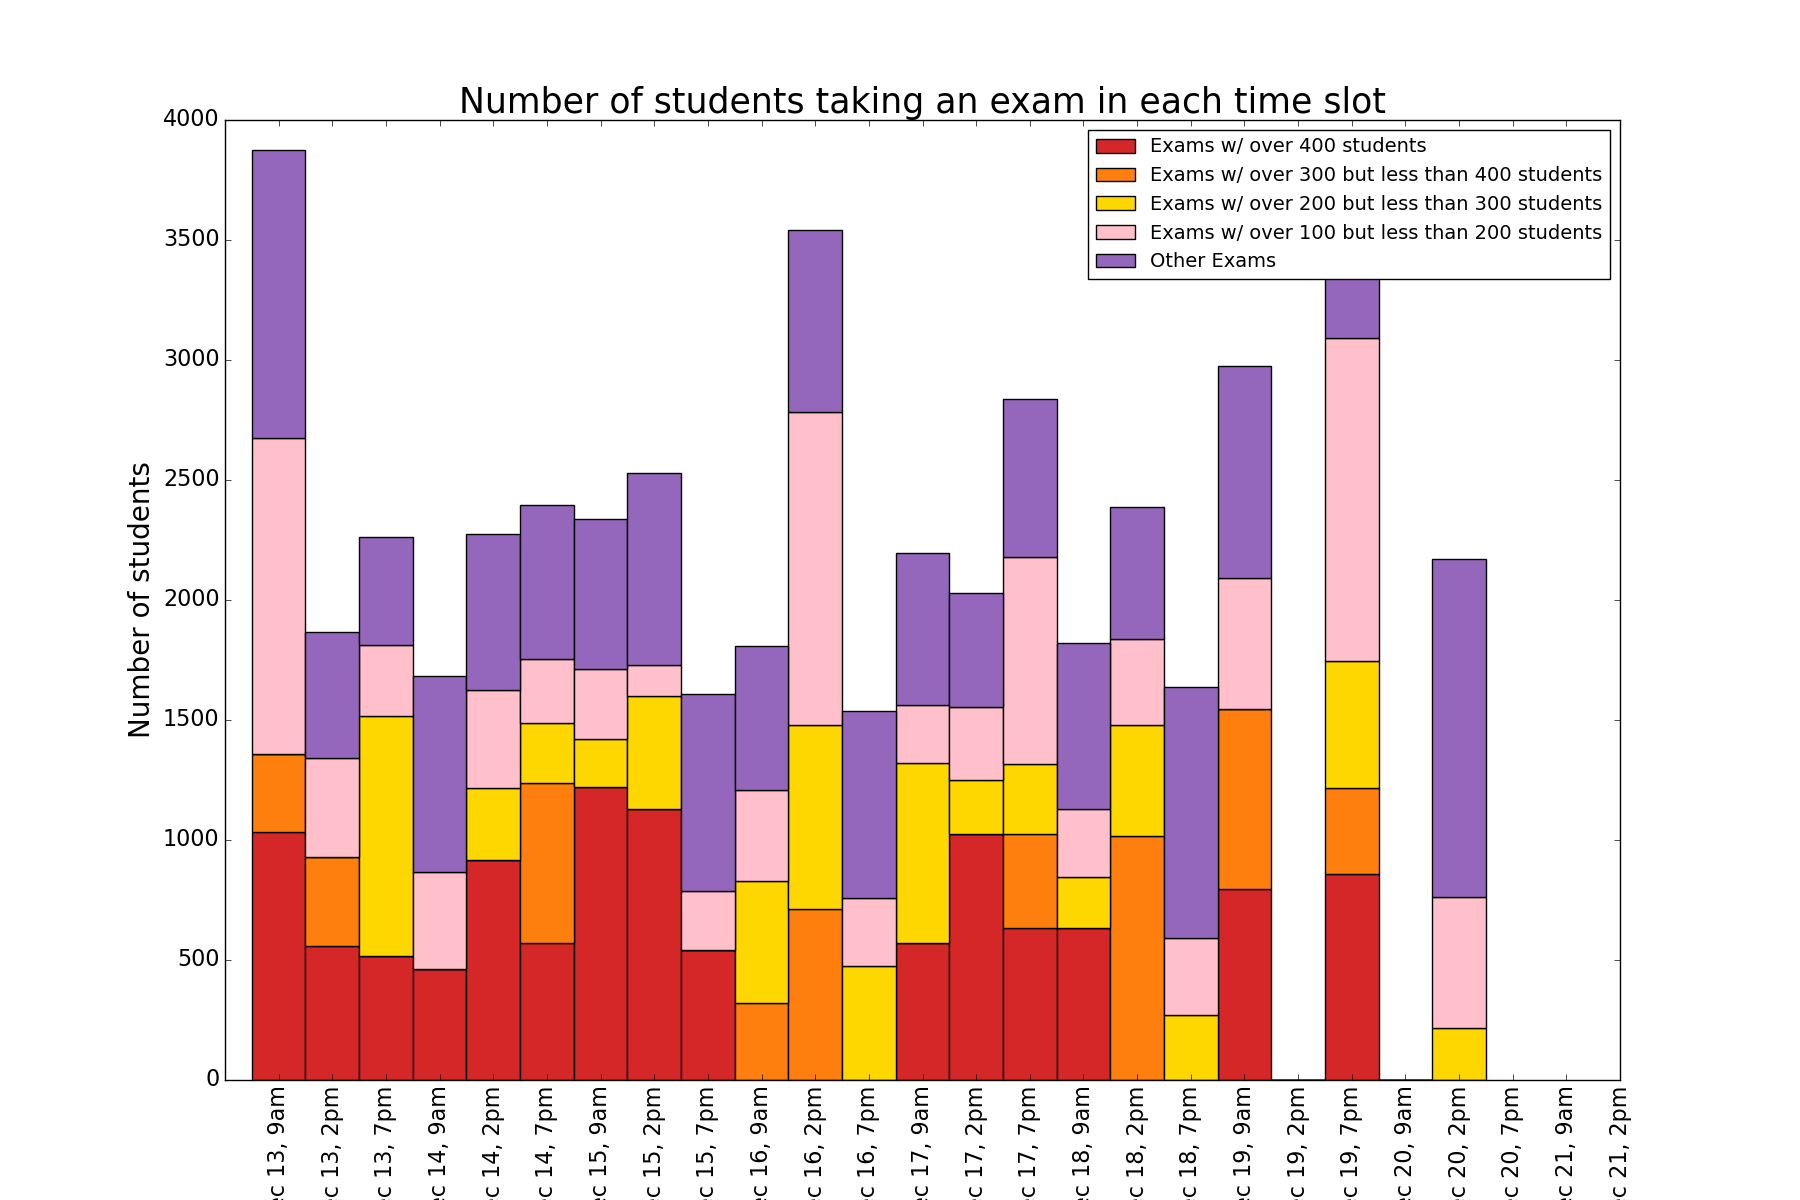 Number of students taking an exam in each time slot
Exams w/ over 400 students
Exams w/ over 300 but less than 400 students
Exams w/ over 200 but less than 300 students
Exams w/ over 100 but less than 200 students
Other Exams
Number of students
4000
3500
3000
2500
2000
1500
1000
500
0
13, 9am
13, 2pm
13, 7pm
14, 9am
14, 2pm
14, 7pm
15, 9am
15, 2pm
15, 7pm
16, 9am
16, 2pm
16, 7pm
17, 9am
17, 2pm
17, 7pm
18, 9am
18, 2pm
18, 7pm
19, 9am
19, 2pm
19, 7pm
20, 9am
20, 2pm
20, 7pm
21, 9am
21, 2pm